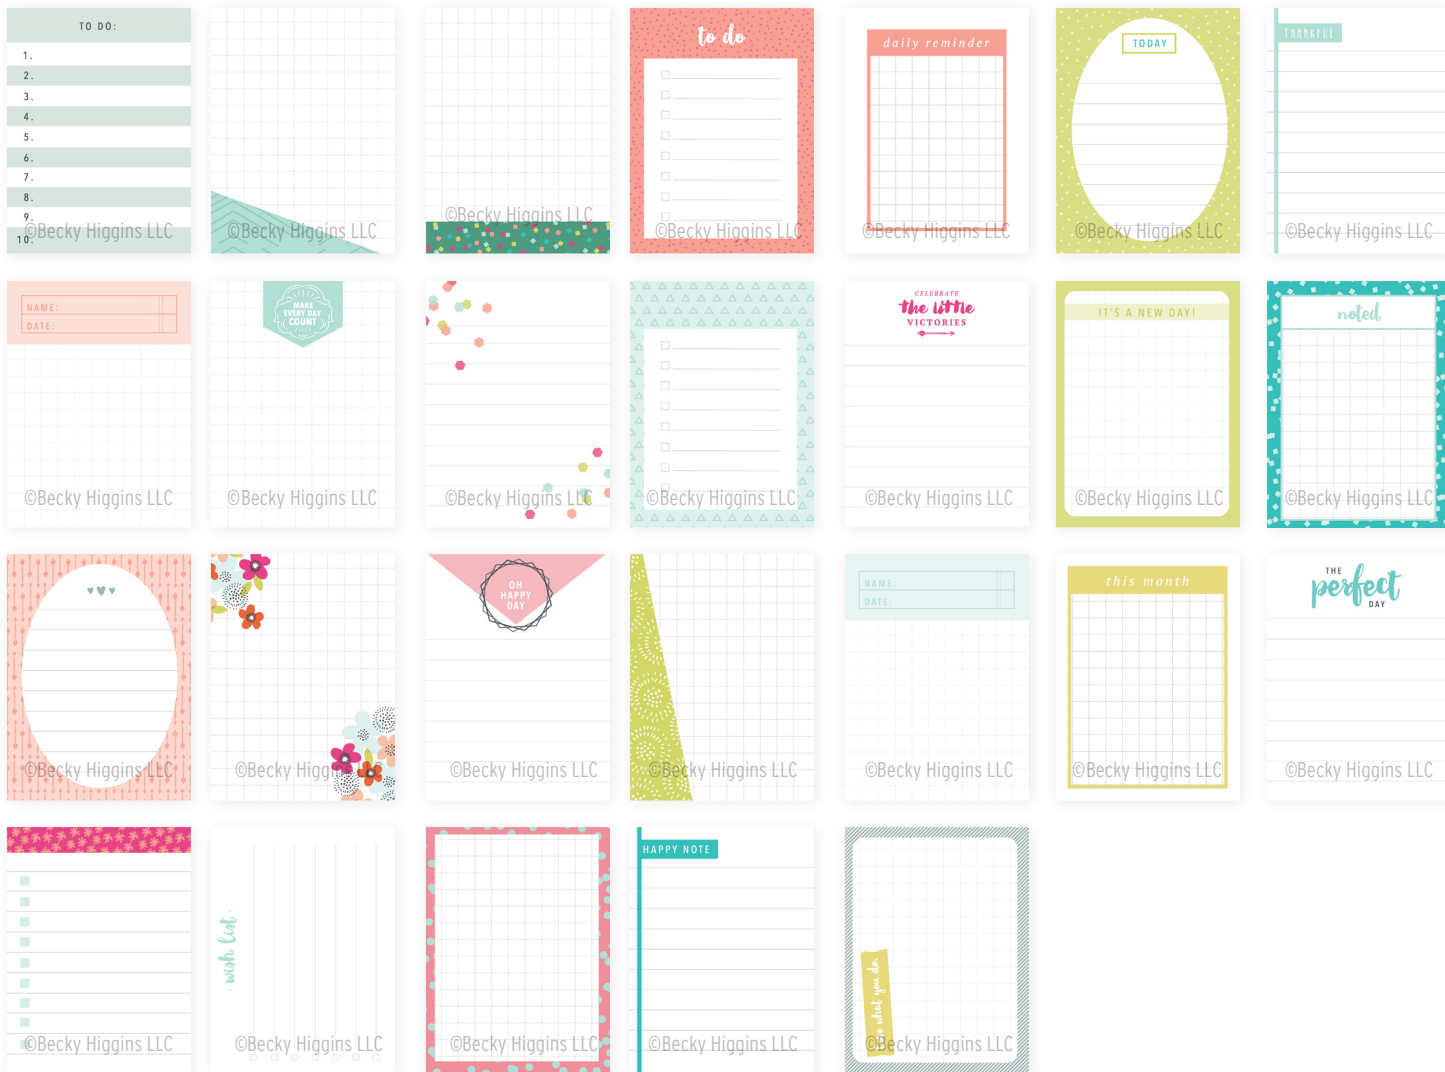 TO DO:
1.
2.
3.
4.
5.
6.
7.
8.
9.
10.
©Becky Higgins LLC
©Becky Higgins LLC
©Becky Higgins LLC
to do
©Becky Higgins LLC
daily reminder
©Becky Higgins LLC
TODAY
©Becky Higgins LLC
THANKFUL
©Becky Higgins LLC
NAME:
DATE:
©Becky Higgins LLC
MAKE
EVERY DAY
COUNT
©Becky Higgins LLC
©Becky Higgins LLC
©Becky Higgins LLC
CELEBRATE
the little
VICTORIES
©Becky Higgins LLC
IT'S A NEW DAY!
©Becky Higgins LLC
noted
©Becky Higgins LLC
©Becky Higgins LLC
©Becky Higgins
OH
HAPPY
DAY
©Becky Higgins LLC
©Becky Higgins LLC
NAME:
DATE:
©Becky Higgins LLC
this month
©Becky Higgins LLC
THE
perfect
DAY
©Becky Higgins LLC
©Becky Higgins LLC
· wish list ·
©Becky Higgins LLC
©Becky Higgins LLC
HAPPY NOTE
©Becky Higgins LLC
what you do.
©Becky Higgins LLC